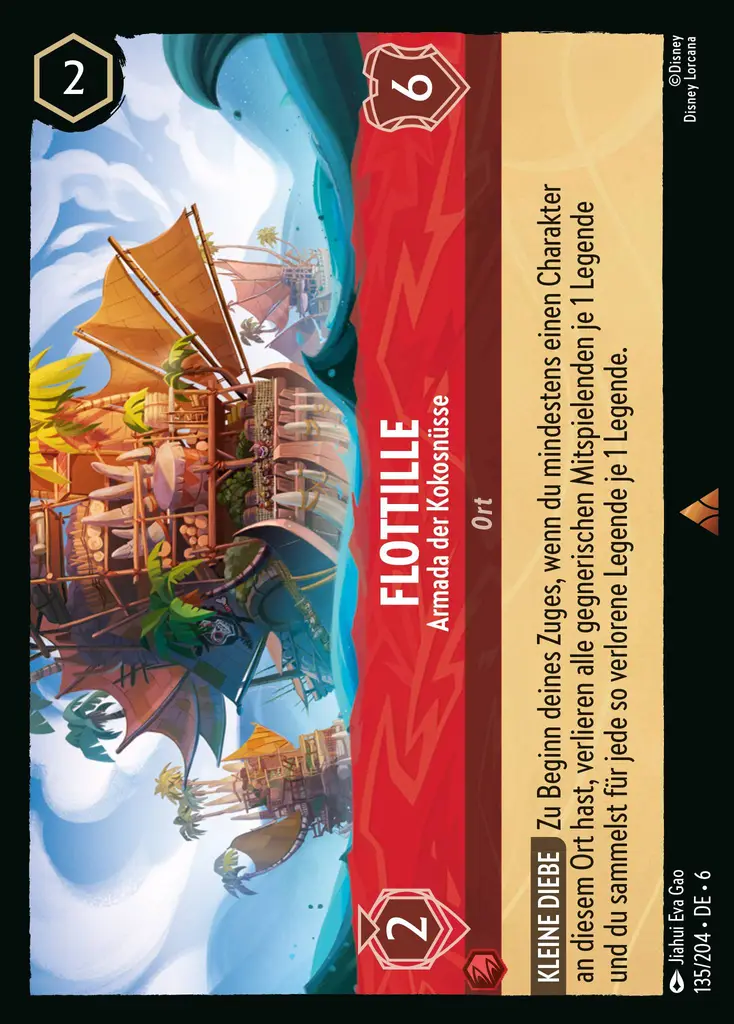 2
FLOTTILLE
Armada der Kokosnüsse
2
6
Ort
KLEINE DIEBE Zu Beginn deines Zuges, wenn du mindestens einen Charakter
an diesem Ort hast, verlieren alle gegnerischen Mitspielenden je 1 Legende
und du sammelst für jede so verlorene Legende je 1 Legende.
Jiahui Eva Gao
135/204 • DE • 6
©Disney
Disney Lorcana